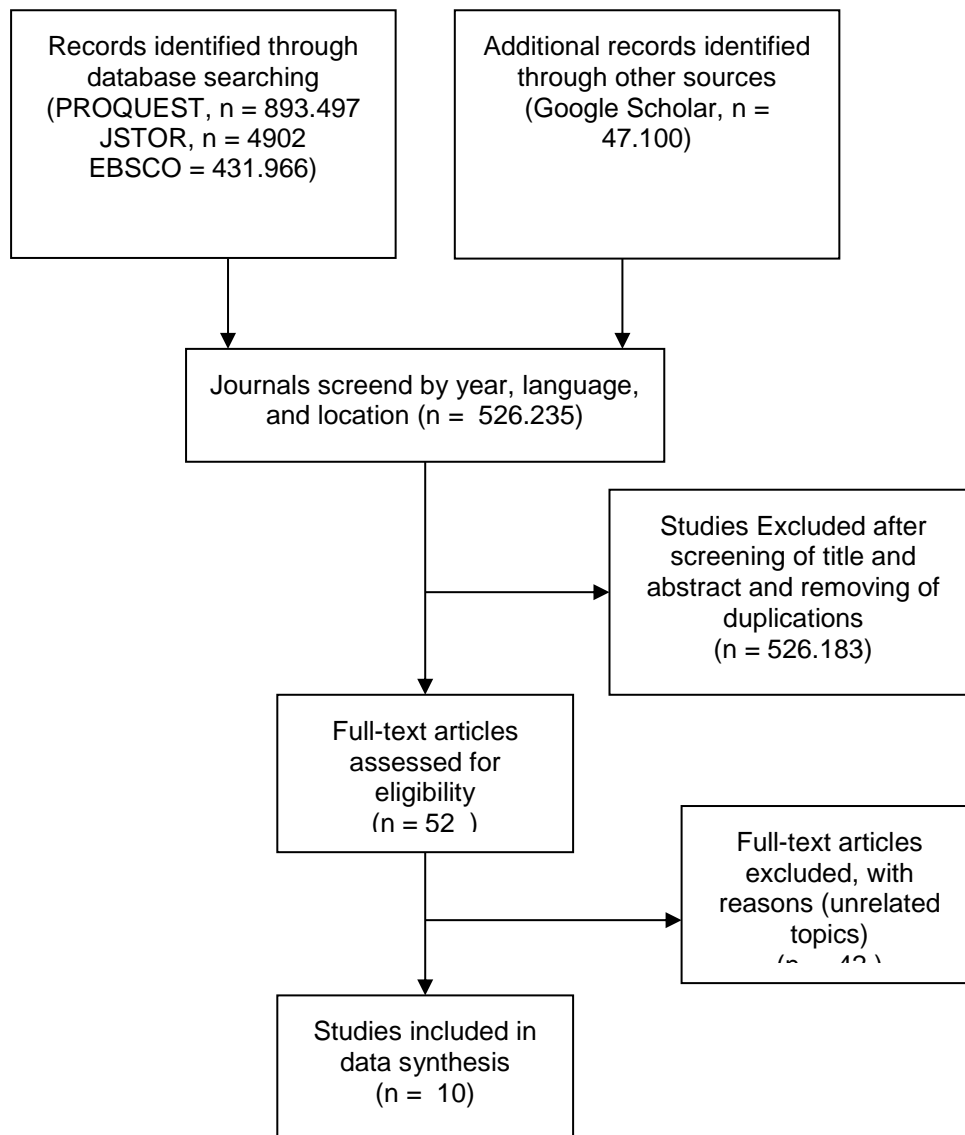 Records identified through
database searching
(PROQUEST, n = 893.497
JSTOR, n = 4902
EBSCO = 431.966)
Additional records identified
through other sources
(Google Scholar, n =
47.100)
Journals screend by year, language,
and location (n =  526.235)
Studies Excluded after
screening of title and
abstract and removing of
duplications
(n = 526.183)
Full-text articles
assessed for
eligibility
(n = 52  )
Full-text articles
excluded, with
reasons (unrelated
topics)
Studies included in
data synthesis
(n =  10)